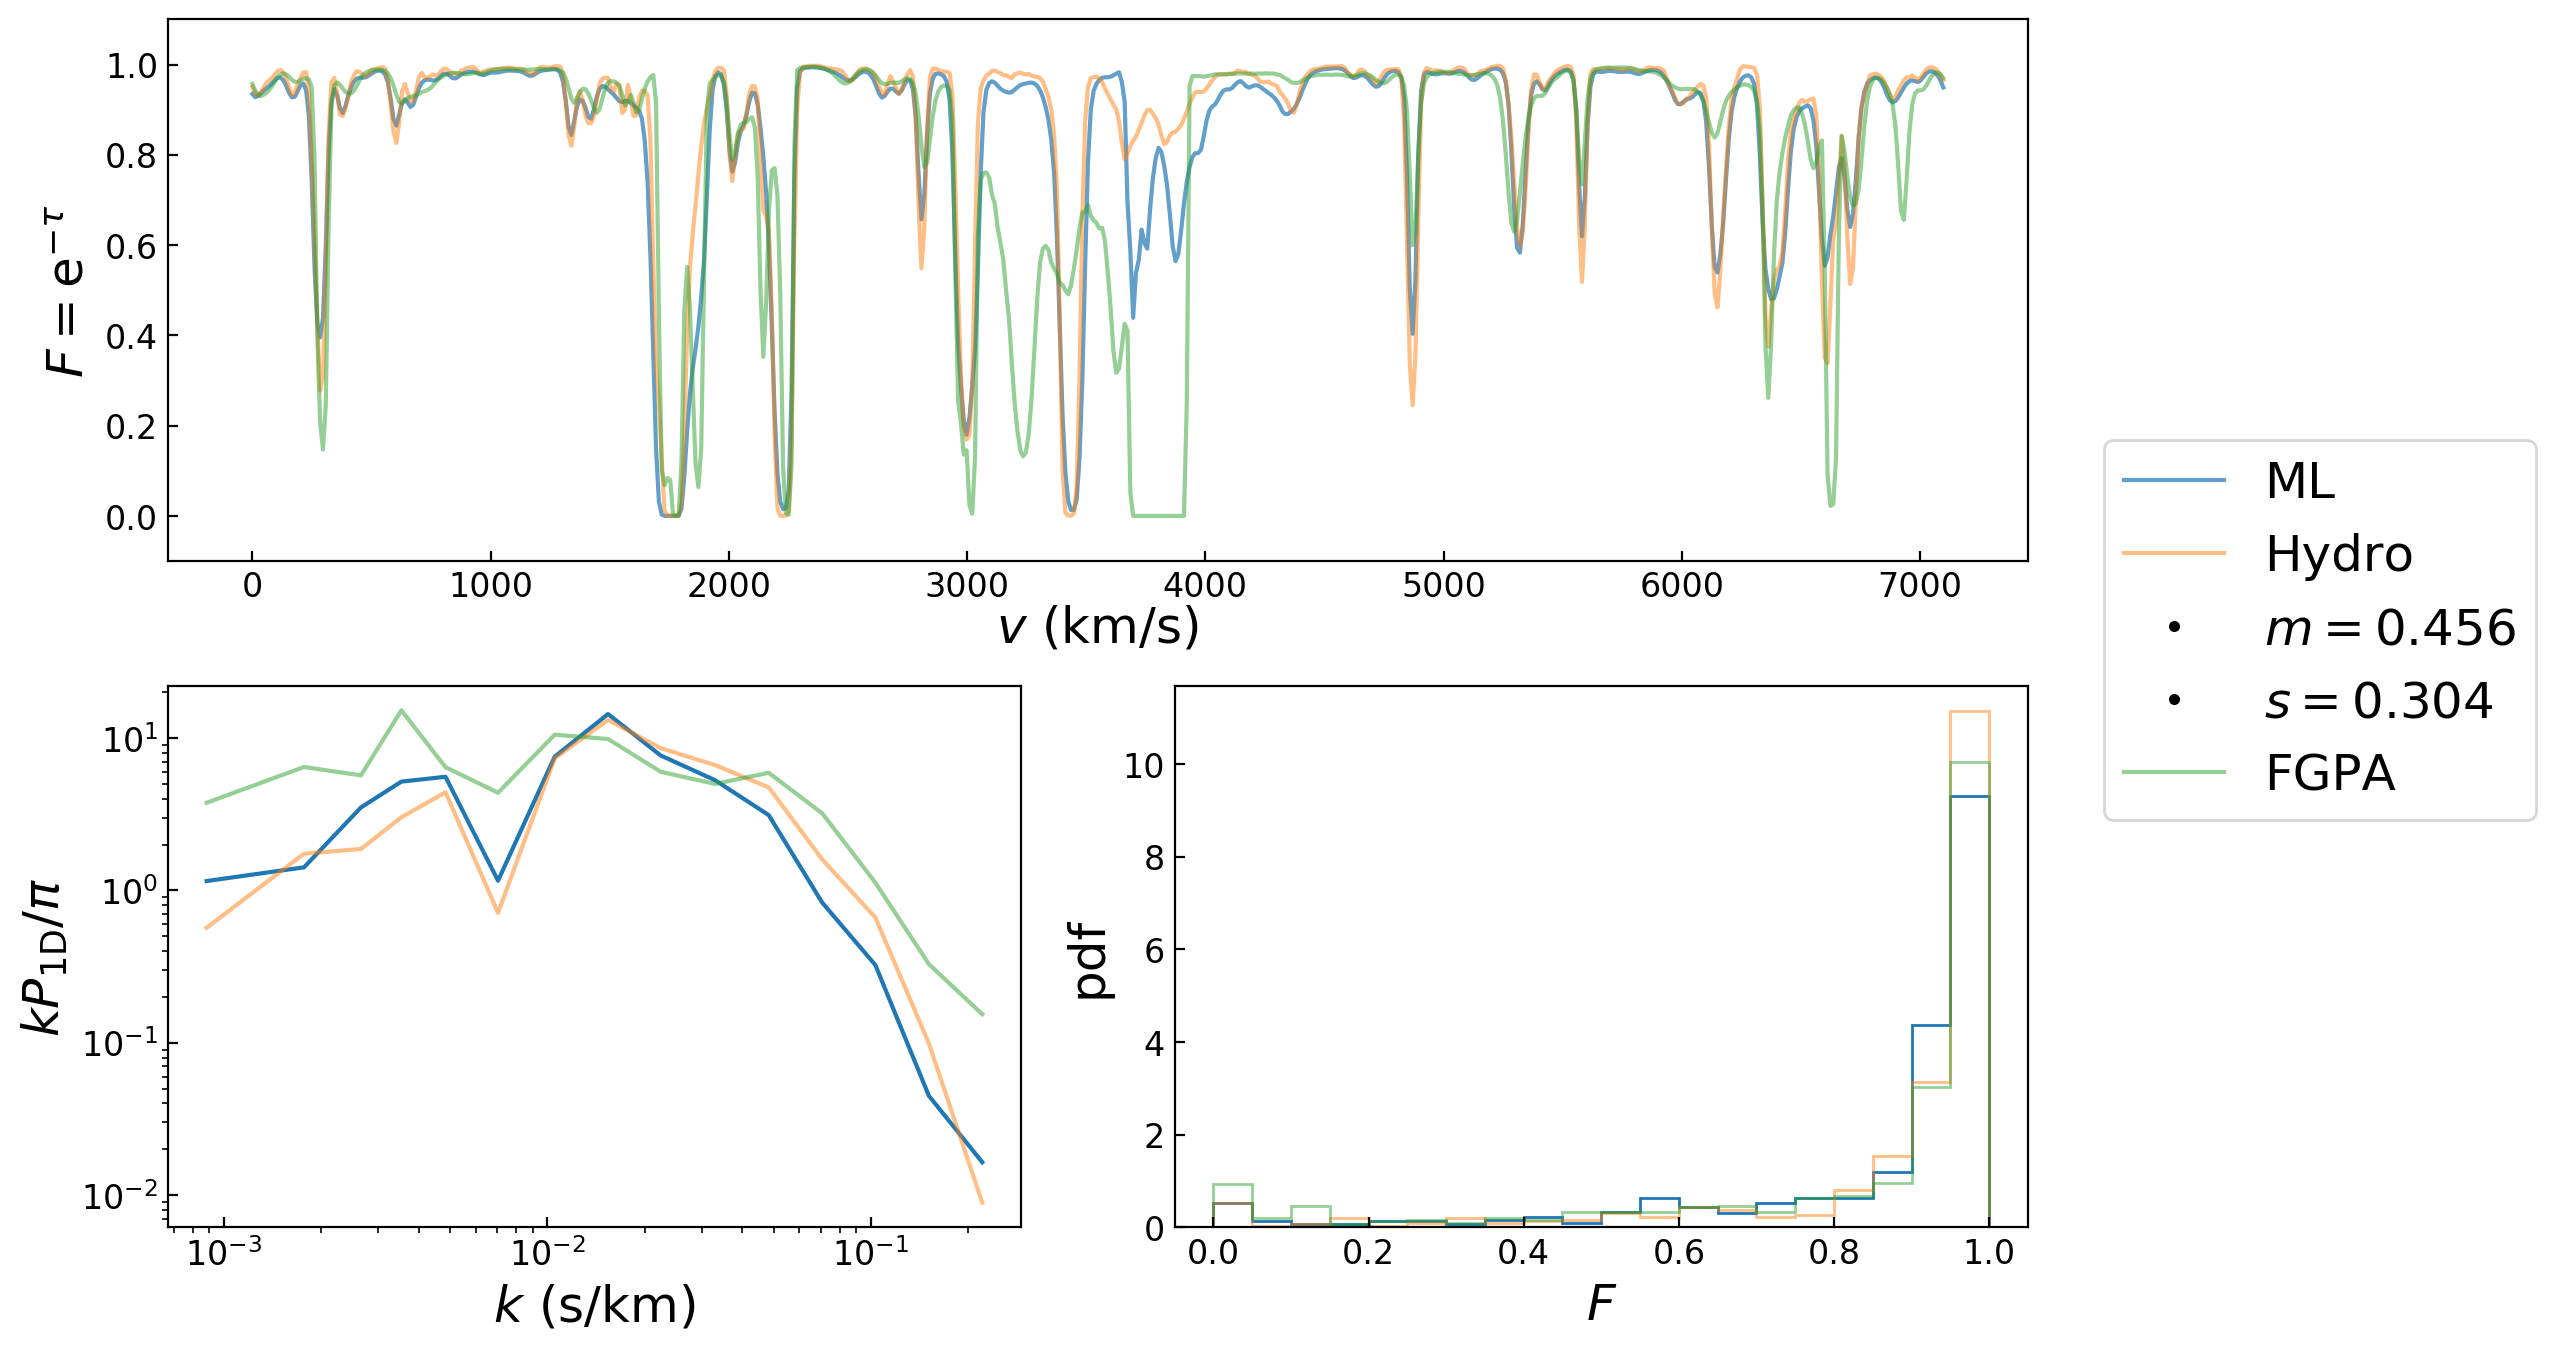 F = e^{-τ}
1.0
0.8
0.6
0.4
0.2
0.0
0 1000 2000 3000 4000 5000 6000 7000
v (km/s)
ML
Hydro
m = 0.456
s = 0.304
FGPA
kP_{1D}/π
10^1
10^0
10^{-1}
10^{-2}
10^{-3} 10^{-2} 10^{-1}
k (s/km)
pdf
10
8
6
4
2
0
0.0 0.2 0.4 0.6 0.8 1.0
F